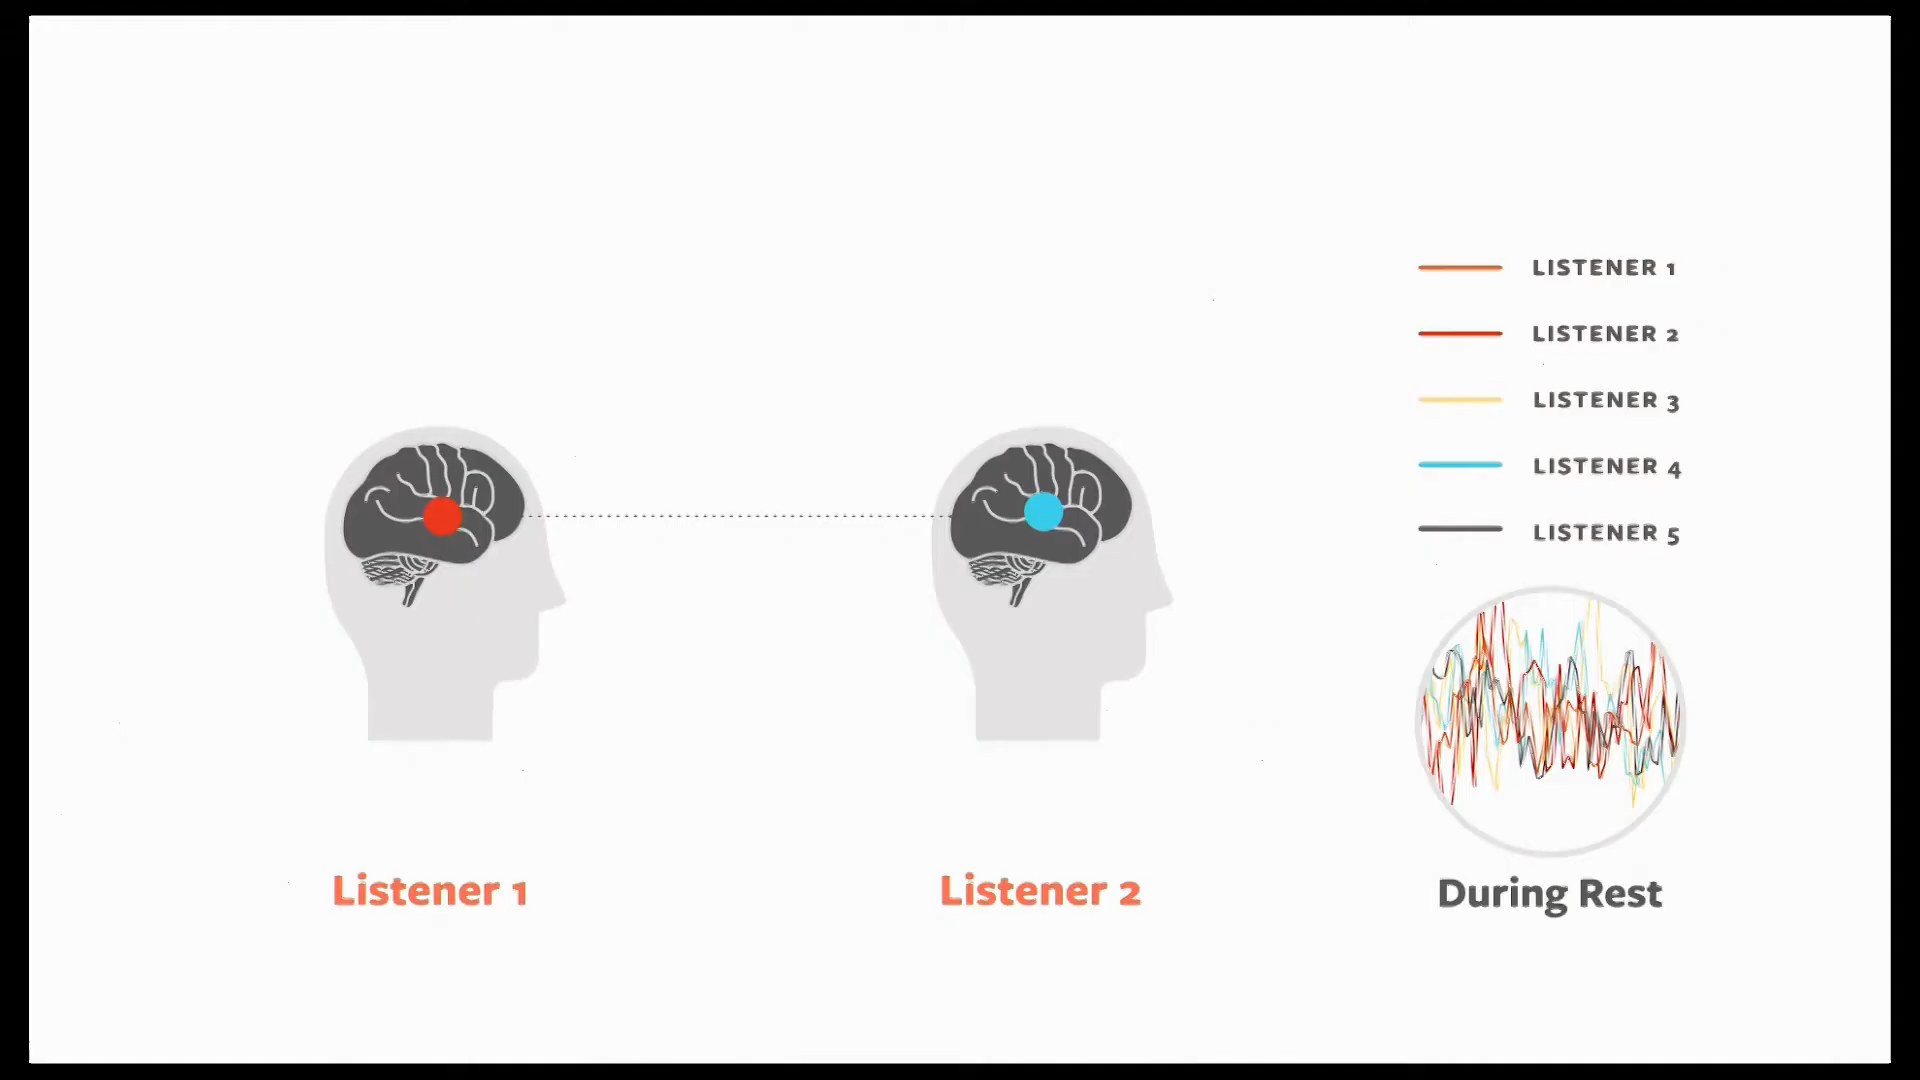 LISTENER 1
LISTENER 2
LISTENER 3
LISTENER 4
LISTENER 5
Listener 1
Listener 2
During Rest